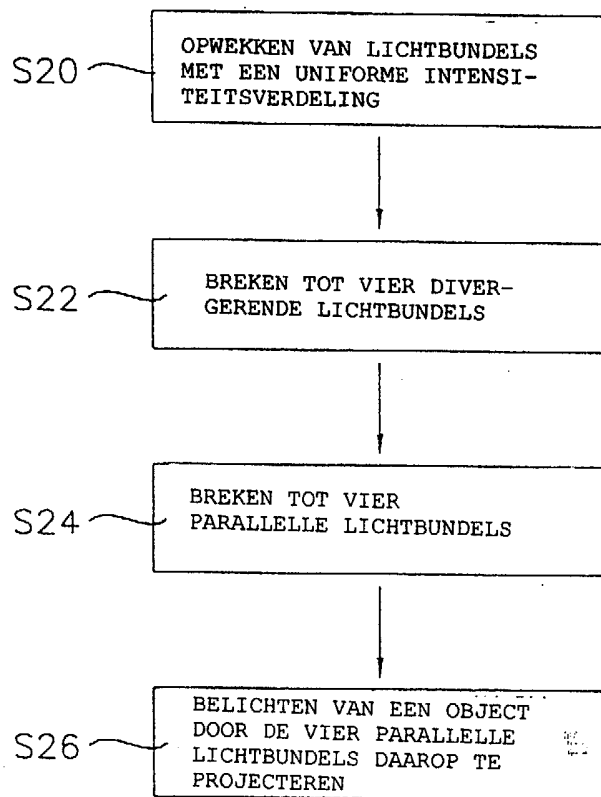 OPWEKKEN VAN LICHTBUNDELS
S20
MET EEN UNIFORME INTENSI-
TEITSVERDELING
BREKEN TOT VIER DIVER-
S22
GERENDE LICHTBUNDELS
BREKEN TOT VIER
S24
PARALLELLE LICHTBUNDELS
BELICHTEN VAN EEN OBJECT
DOOR DE VIER PARALLELLE
S26
LICHTBUNDELS DAAROP TE
PROJECTEREN